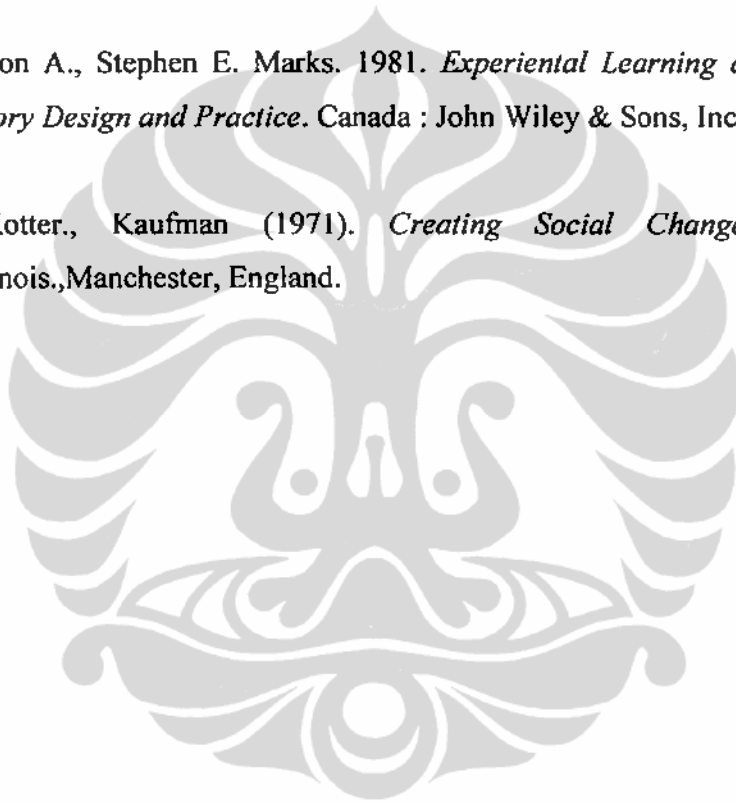 on A., Stephen E. Marks. 1981. Experiental Learning a
ory Design and Practice. Canada : John Wiley & Sons, Inc
otter., Kaufman (1971). Creating Social Change
nois.,Manchester, England.